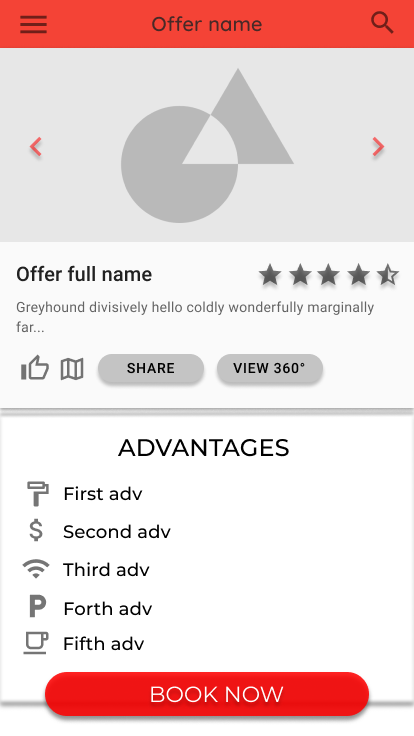 Offer name
Offer full name
Greyhound divisively hello coldly wonderfully marginally
far...
SHARE
VIEW 360°
ADVANTAGES
First adv
Second adv
Third adv
Forth adv
Fifth adv
BOOK NOW